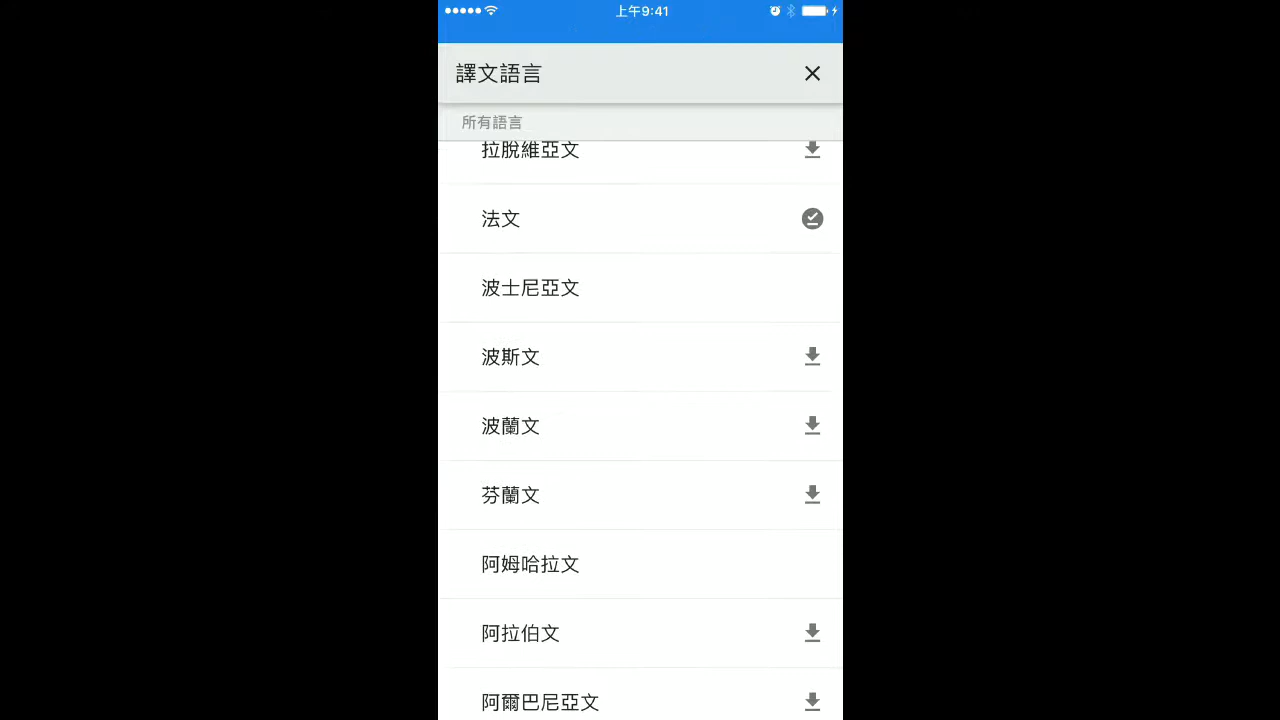 上午9:41
譯文語言
所有語言
拉脫維亞文
法文
波士尼亞文
波斯文
波蘭文
芬蘭文
阿姆哈拉文
阿拉伯文
阿爾巴尼亞文